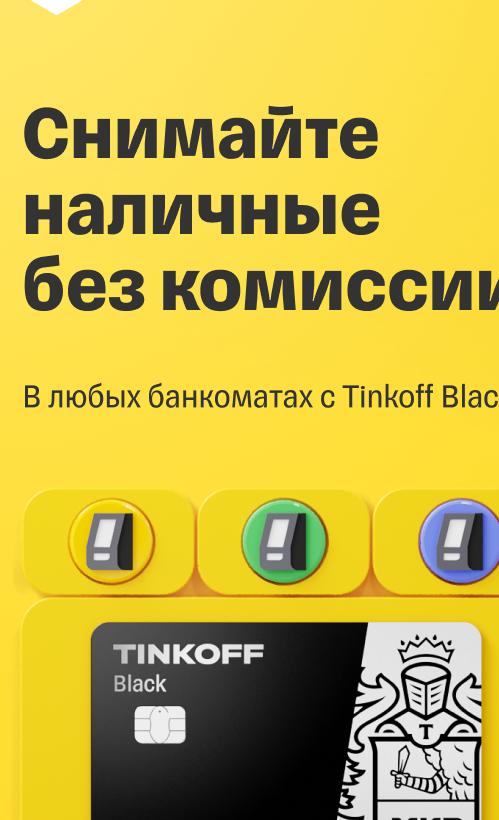 Снимайте
наличные
без комиссии
В любых банкоматах с Tinkoff Blac
TINKOFF
Black
T